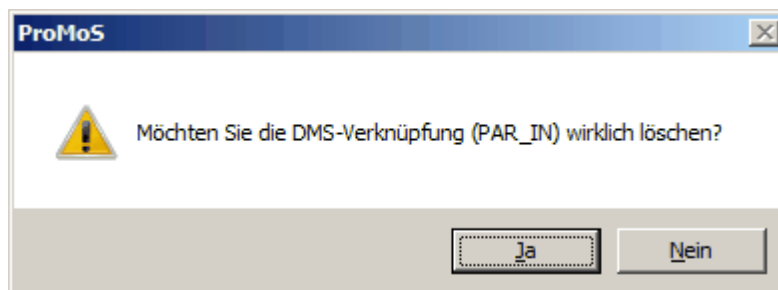 ProMoS
Möchten Sie die DMS-Verknüpfung (PAR_IN) wirklich löschen?
Ja
Nein